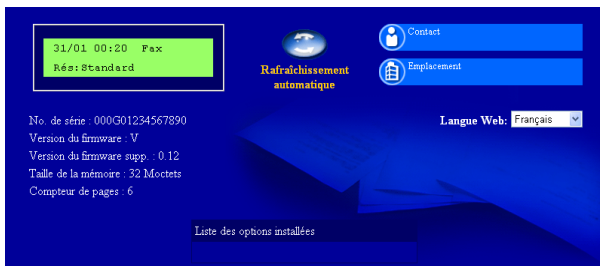 31/01 00:20 Fax
Rés:Standard
Rafraîchissement
automatique
Contact
Emplacement
No. de série : 000G01234567890
Version du firmware : V
Version du firmware supp. : 0.12
Taille de la mémoire : 32 Moctets
Compteur de pages : 6
Langue Web: Français
Liste des options installées